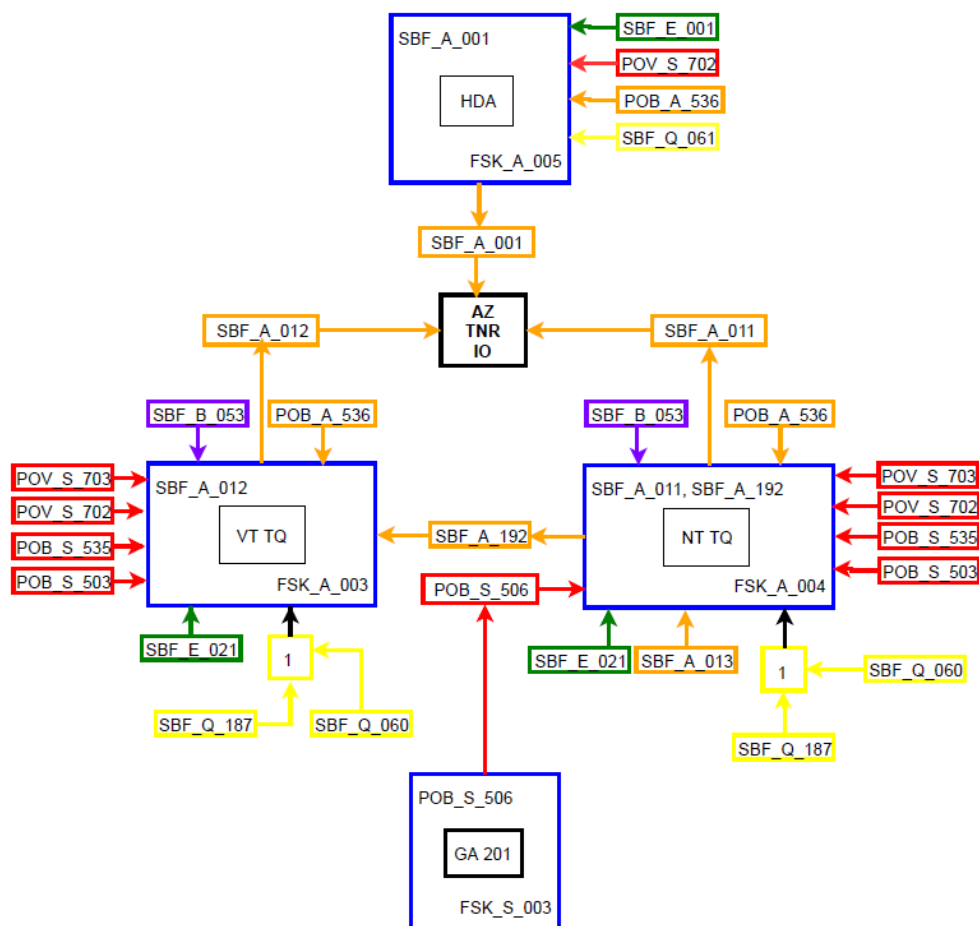 SBF_A_001
SBF_E_001
POV_S_702
HDA
POB_A_536
SBF_Q_061
FSK_A_005
SBF_A_001
AZ
TNR
IO
SBF_A_012
SBF_A_011
SBF_B_053
POB_A_536
SBF_B_053
POB_A_536
POV_S_703
POV_S_702
POB_S_535
POB_S_503
SBF_A_012
VT TQ
FSK_A_003
SBF_A_192
POB_S_506
SBF_A_011, SBF_A_192
NT TQ
FSK_A_004
POV_S_703
POV_S_702
POB_S_535
POB_S_503
SBF_E_021
1
SBF_Q_187
SBF_Q_060
SBF_E_021
SBF_A_013
1
SBF_Q_060
SBF_Q_187
POB_S_506
GA 201
FSK_S_003